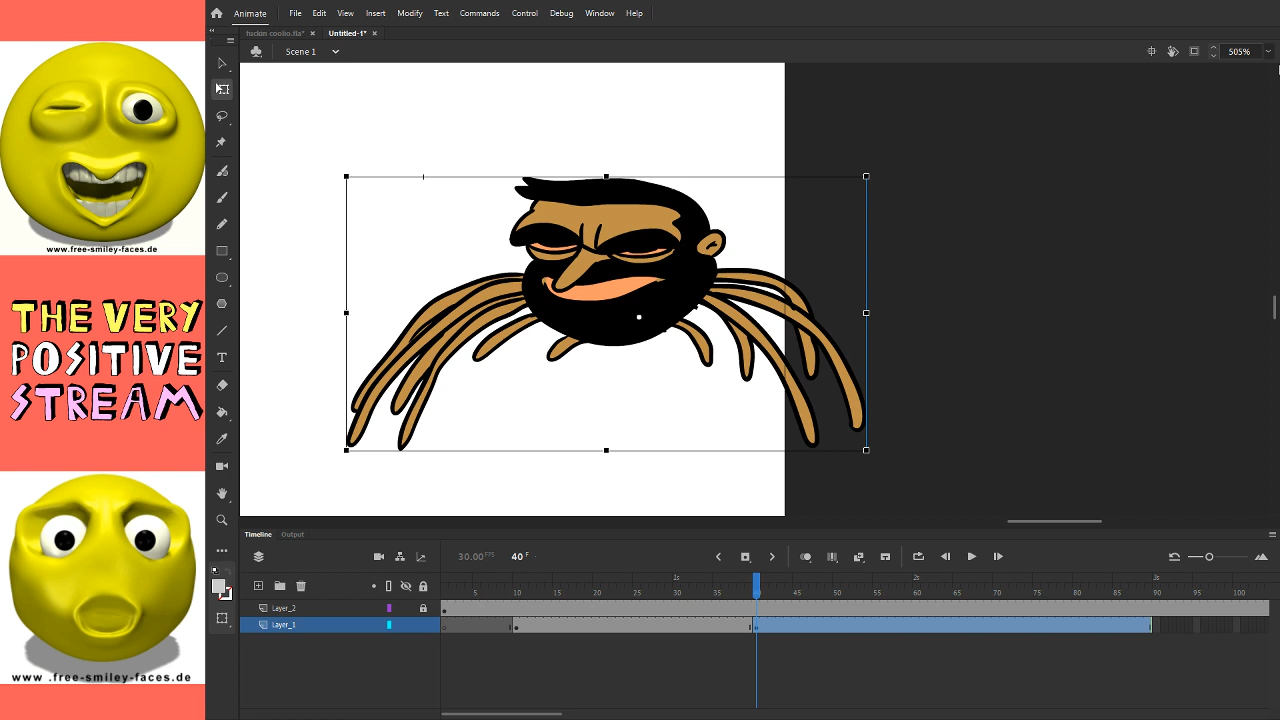 Animate File Edit View Insert Modify Text Commands Control Debug Window Help
fuckin coolio.fla* Untitled-1*
Scene 1 505%
www.free-smiley-faces.de
THE VERY
POSITIVE
STREAM
www .free-smiley-faces.de
Timeline Output
30.00 FPS 40 F
1s 2s 3s
5 10 15 20 25 30 35 45 50 55 60 65 70 75 80 85 90 95 100
Layer_2
Layer_1